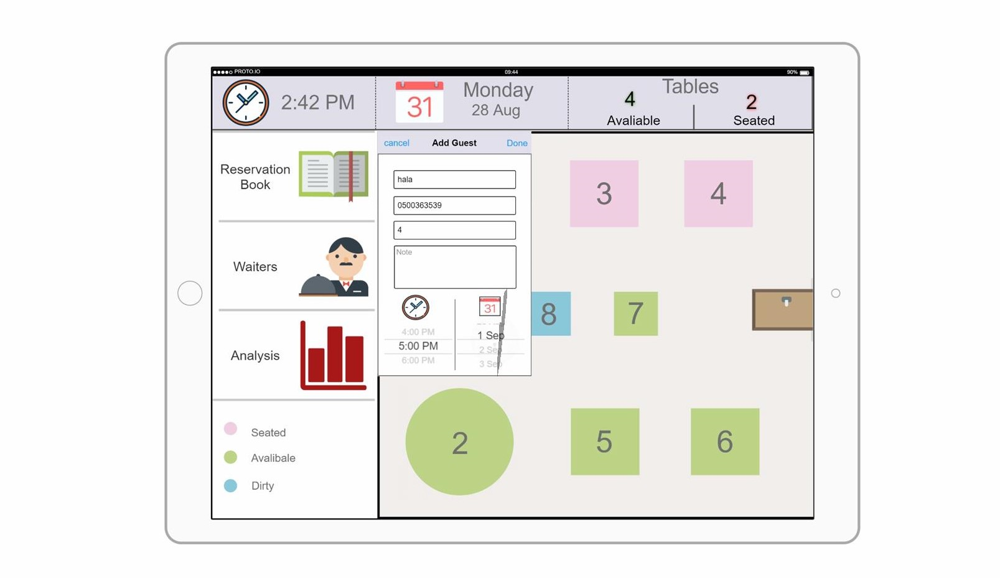 PROTO.IO
09:44
90%
2:42 PM
31
Monday
28 Aug
Tables
4
Avaliable
2
Seated
Reservation
Book
Waiters
Analysis
Seated
Avalibale
Dirty
cancel
Add Guest
Done
hala
0500363539
4
Note
31
4:00 PM
5:00 PM
6:00 PM
1 Sep
2 Sep
3 Sep
3
4
8
7
2
5
6